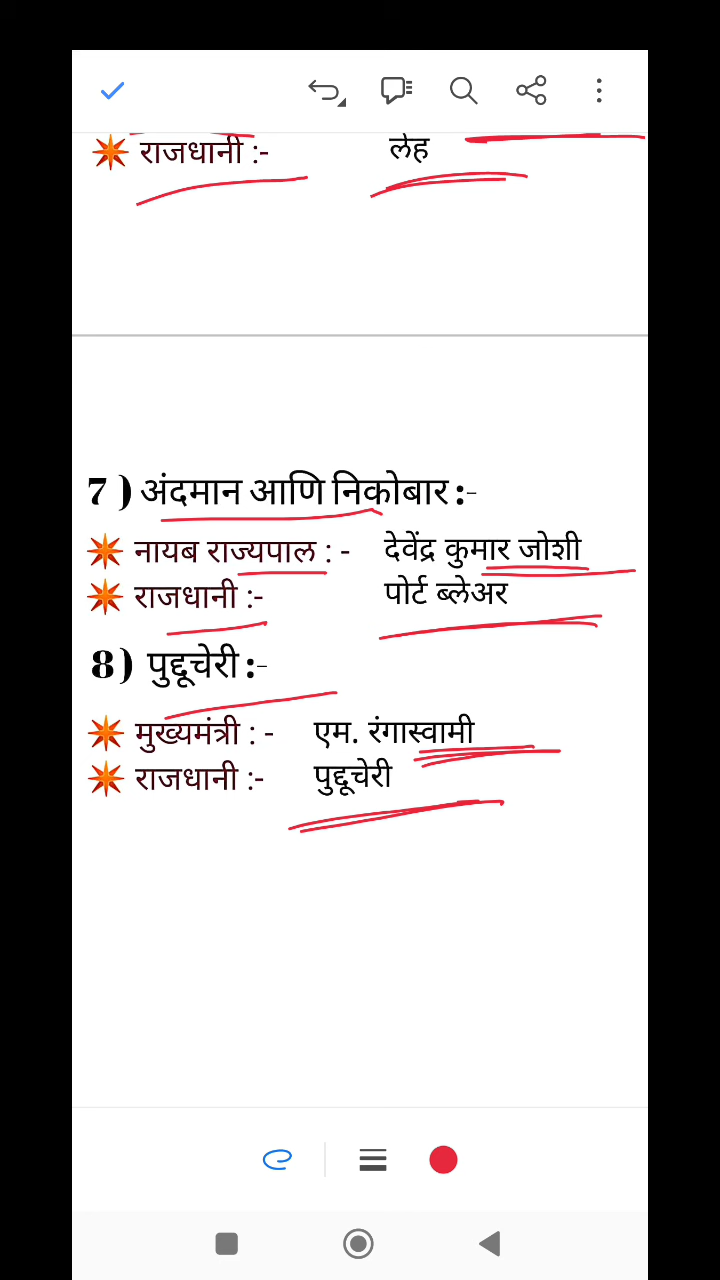 राजधानी :- लेह
7 ) अंदमान आणि निकोबार :-
नायब राज्यपाल : - देवेंद्र कुमार जोशी
राजधानी :- पोर्ट ब्लेअर
8) पुद्दूचेरी :-
मुख्यमंत्री : - एम. रंगास्वामी
राजधानी :- पुद्दूचेरी